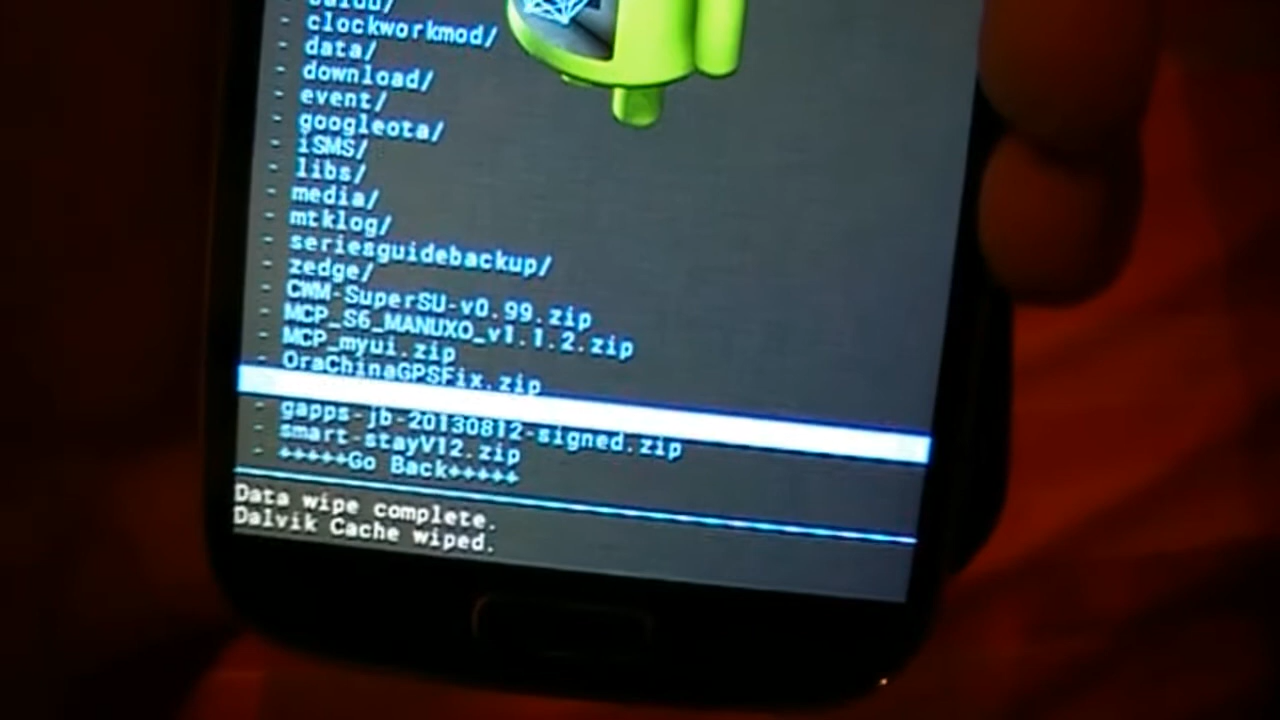 - clockworkmod/
- data/
- download/
- event/
- googleota/
- iSMS/
- libs/
- media/
- mtklog/
- seriesguidebackup/
- zedge/
- CWM-SuperSU-v0.99.zip
- MCP_S6_MANUXO_v1.1.2.zip
- MCP_myui.zip
- OraChinaGPSFix.zip
- gapps-jb-20130812-signed.zip
- smart-stayV12.zip
- +++++Go Back+++++
Data wipe complete.
Dalvik Cache wiped.